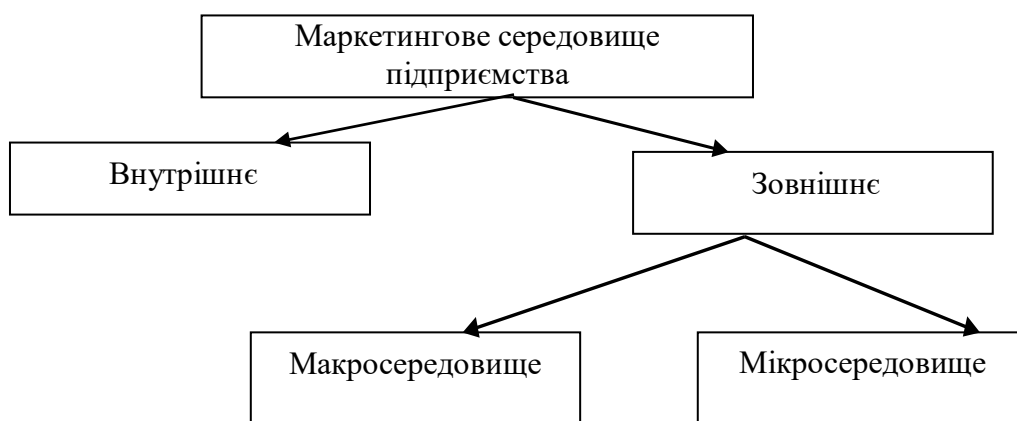 Маркетингове середовище
підприємства
Внутрішнє
Зовнішнє
Макросередовище
Мікросередовище